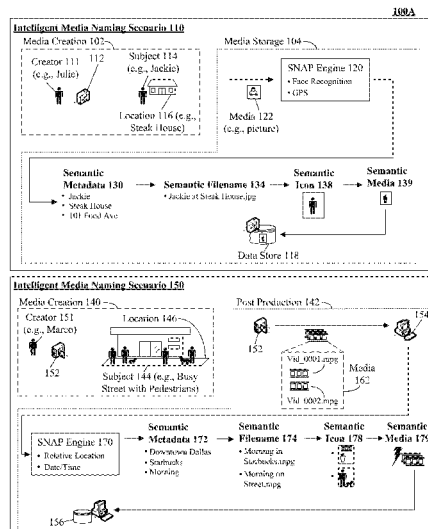 100A
Intelligent Media Naming Scenario 110
Media Creation 102
Media Storage 104
Creator 111
(e.g., Julie)
112
Subject 114
(e.g., Jackie)
Location 116 (e.g.,
Steak House)
SNAP Engine 120
• Face Recognition
• GPS
Media 122
(e.g., picture)
Semantic
Metadata 130
• Jackie
• Steak House
• 101 Food Ave
Semantic Filename 134
• Jackie at Steak House.jpg
Semantic
Icon 138
Semantic
Media 139
Data Store 118
Intelligent Media Naming Scenario 150
Media Creation 140
Post Production 142
Creator 151
(e.g., Marco)
152
Location 146
Subject 144 (e.g., Busy
Street with Pedestrians)
152
154
Vid_0001.mpg
Vid_0002.mpg
Media
162
SNAP Engine 170
• Relative Location
• Date/Time
Semantic
Metadata 172
• Downtown Dallas
• Starbucks
• Morning
Semantic
Filename 174
• Morning in
Starbucks.mpg
• Morning on
Street.mpg
Semantic
Icon 178
Semantic
Media 179
156